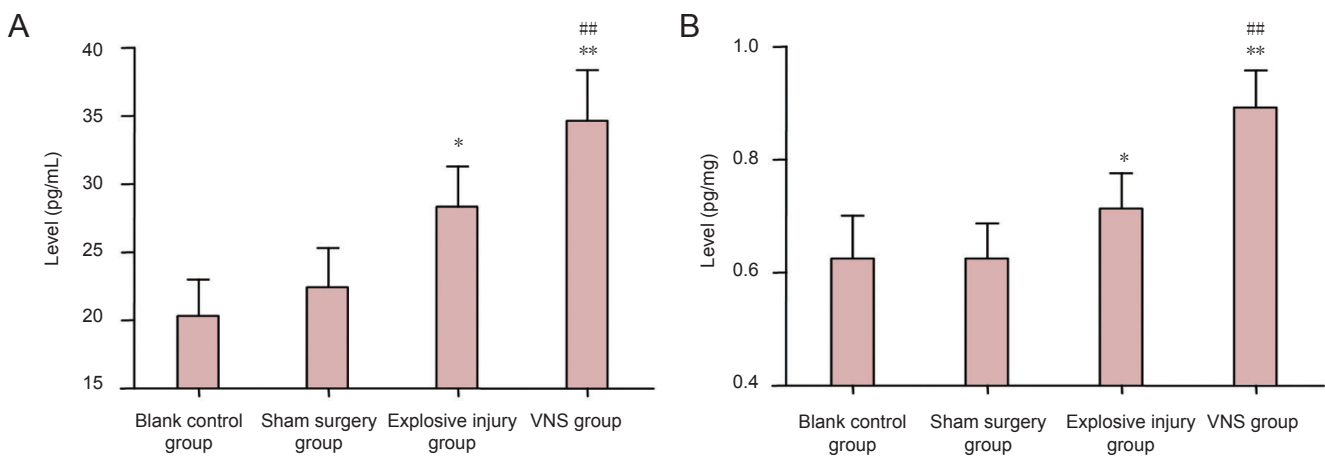 A
Level (pg/mL)
40
35
30
25
20
15
*
##
**
Blank control
group
Sham surgery
group
Explosive injury
group
VNS group
B
Level (pg/mg)
1.0
0.8
0.6
0.4
*
##
**
Blank control
group
Sham surgery
group
Explosive injury
group
VNS group